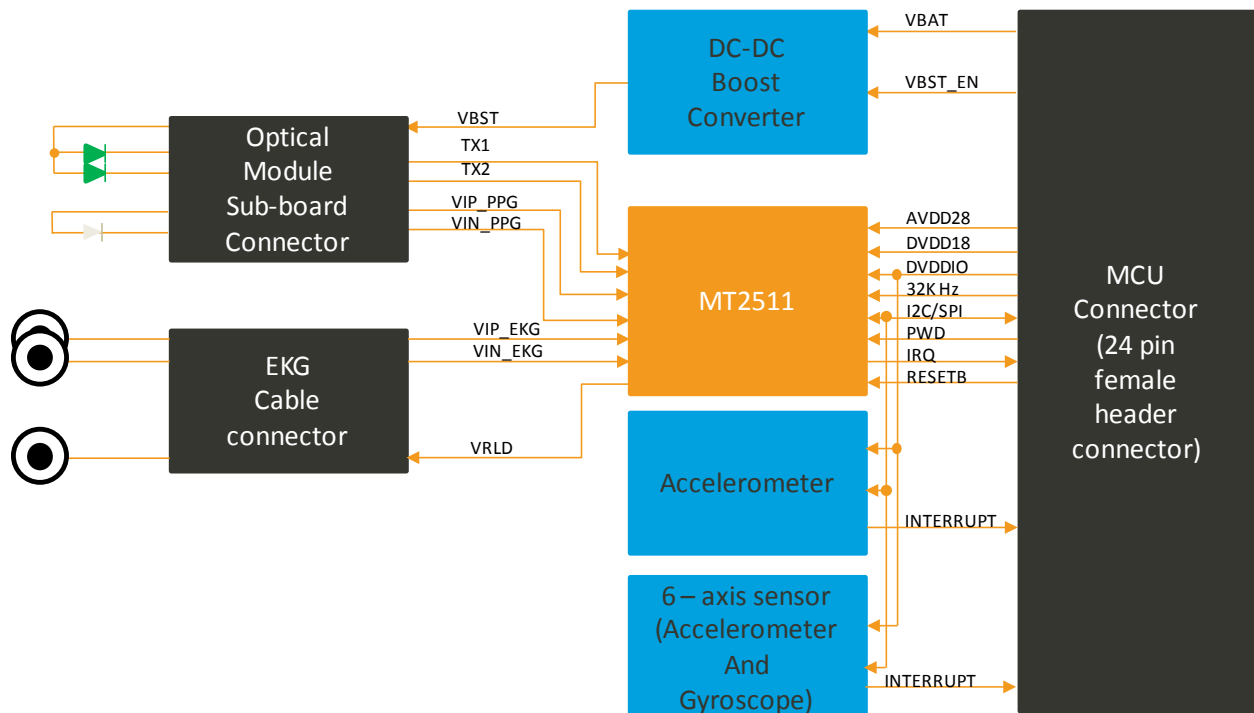 VBAT
DC-DC
Boost
Converter
VBST_EN
VBST
Optical
Module
Sub-board
Connector
TX1
TX2
VIP_PPG
VIN_PPG
MT2511
AVDD28
DVDD18
DVDDIO
32K Hz
I2C/SPI
PWD
IRQ
RESETB
MCU
Connector
(24 pin
female
header
connector)
EKG
Cable
connector
VIP_EKG
VIN_EKG
VRLD
Accelerometer
INTERRUPT
6 – axis sensor
(Accelerometer
And
Gyroscope)
INTERRUPT